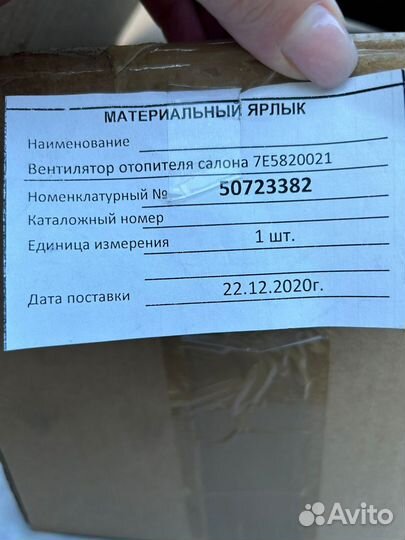 МАТЕРИАЛЬНЫЙ ЯРЛЫК
Наименование
Вентилятор отопителя салона 7E5820021
Номенклатурный № 50723382
Каталожный номер
Единица измерения 1 шт.
Дата поставки 22.12.2020г.
Avito